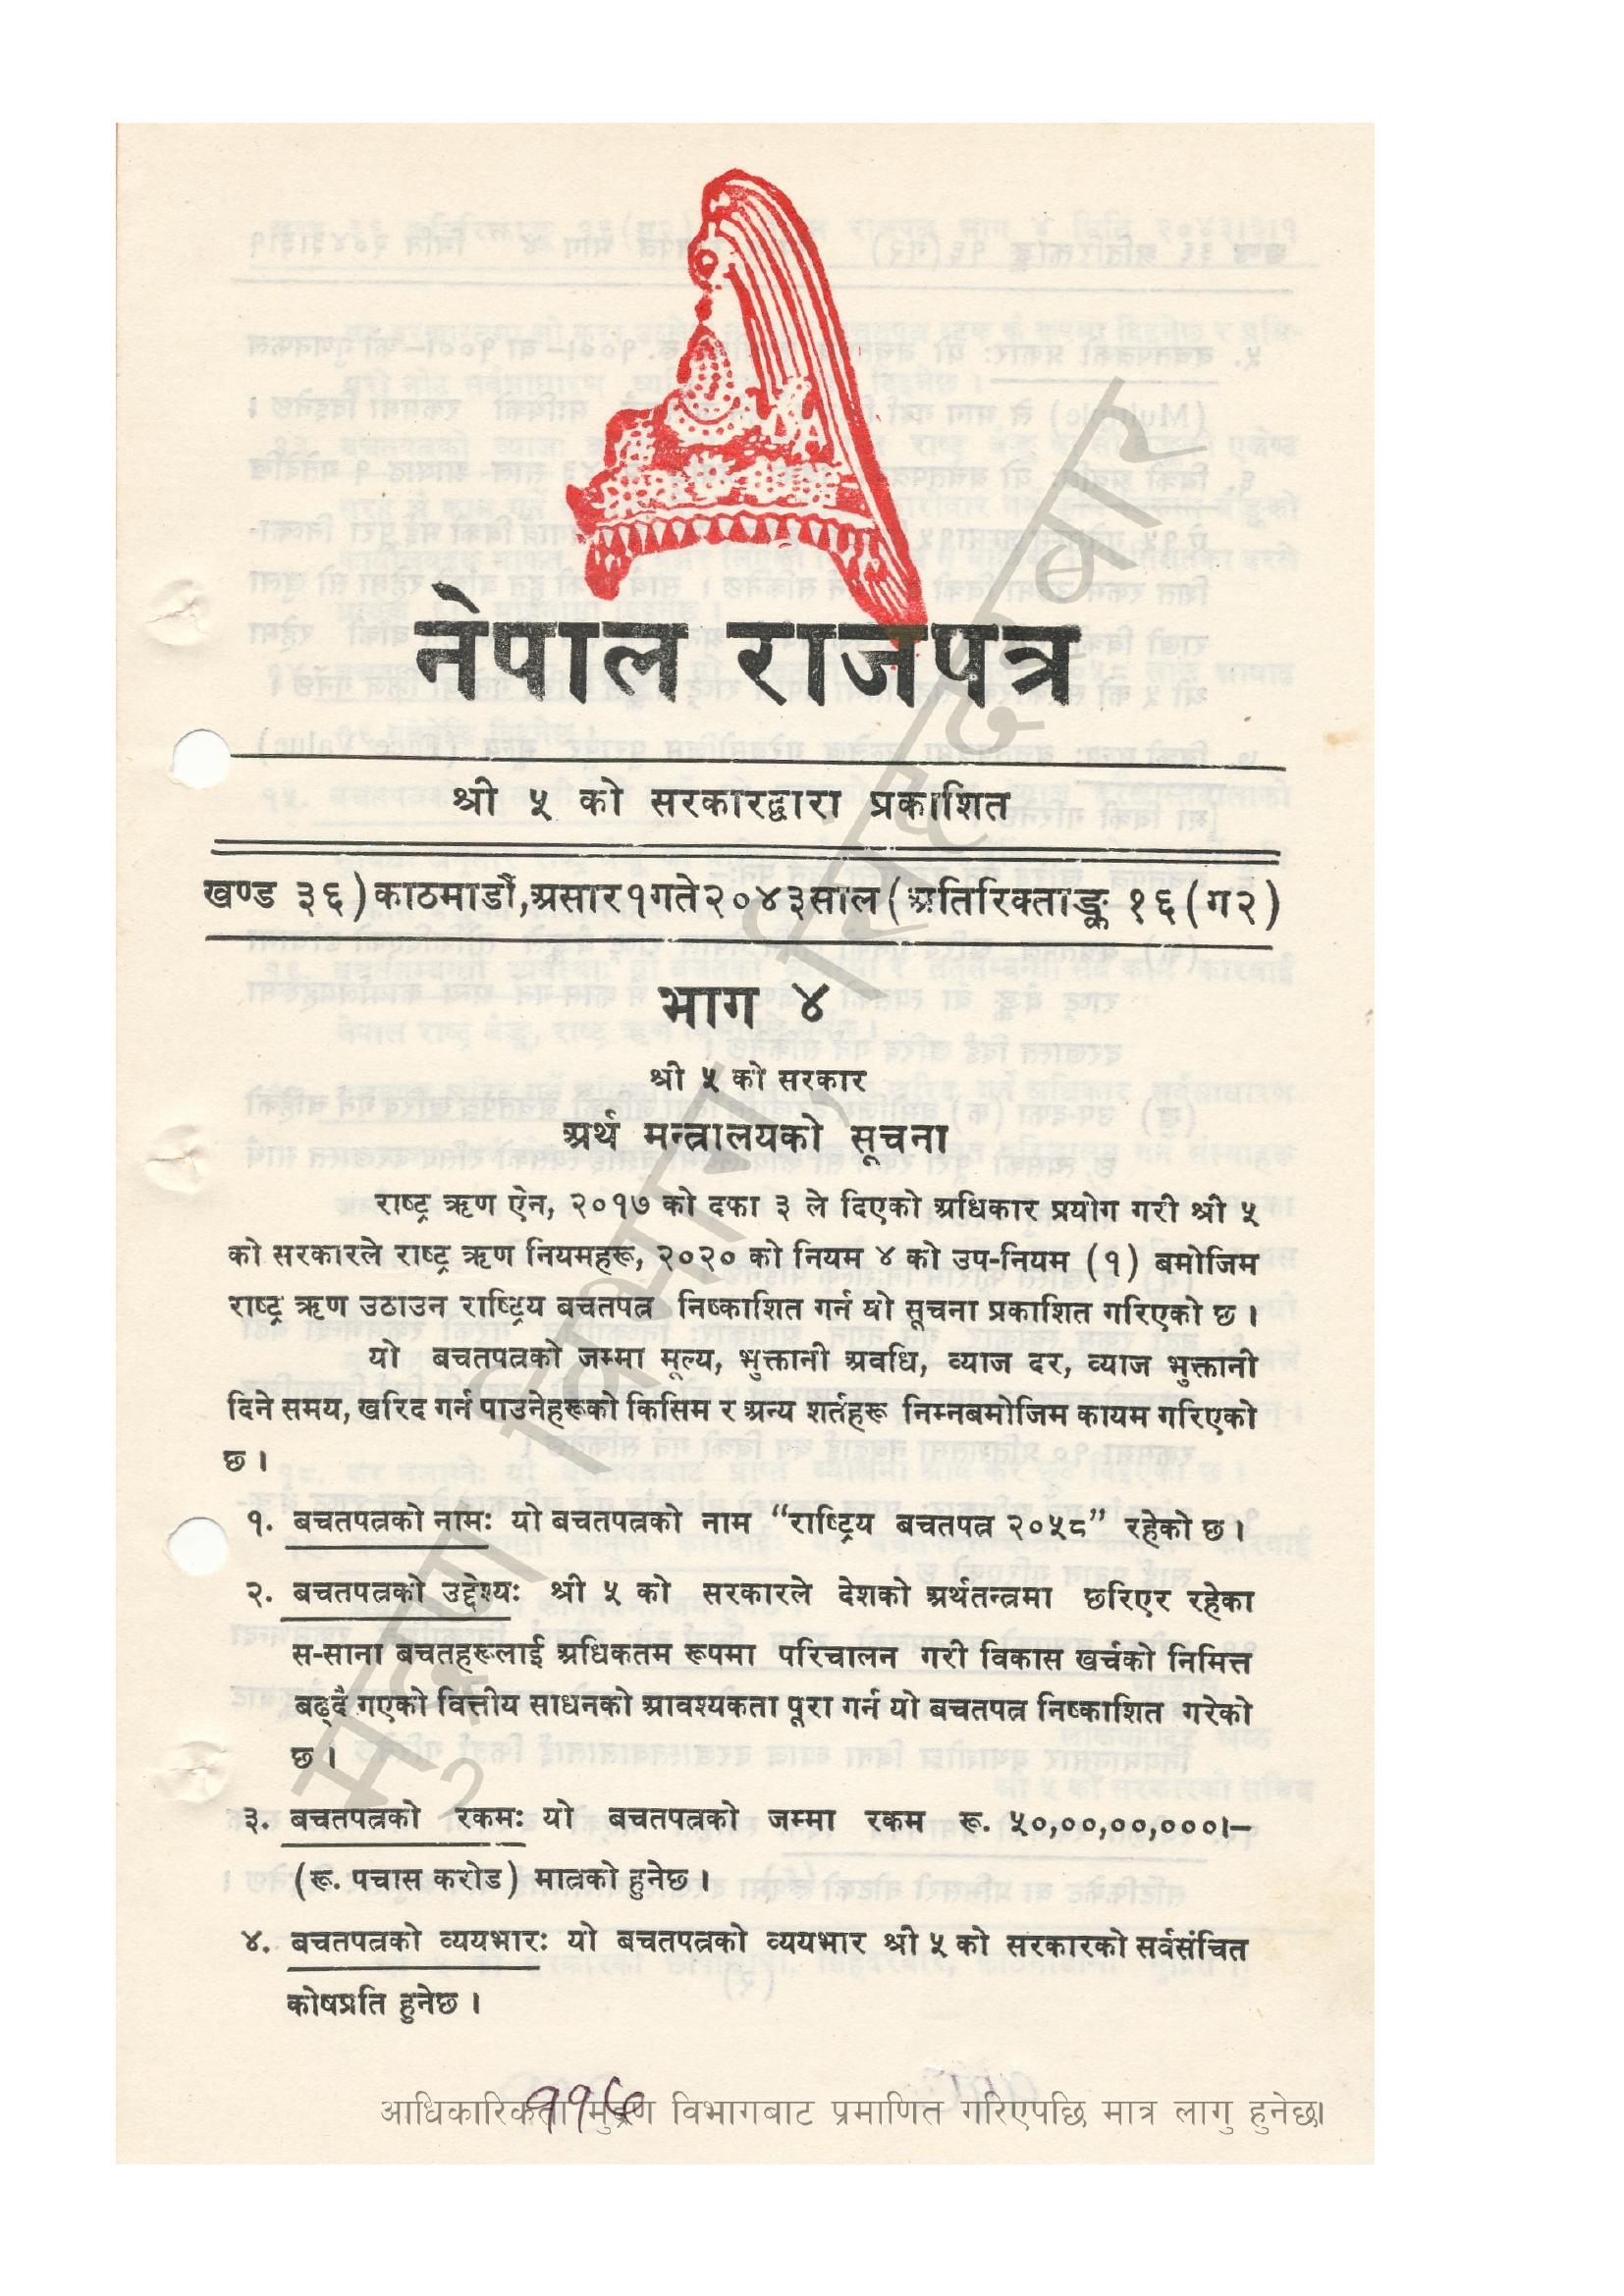 नेपाल राजपत्र
श्री ५ को सरकारद्वारा प्रकाशित
खण्ड ३६) काठमाडौं, असार १ गते २०४३ साल (अतिरिक्ताङ्क १६ (ग२)
भाग ४
श्री ५ को सरकार
अर्थ मन्त्रालयको सूचना
राष्ट्र ऋण ऐन, २०१७ को दफा ३ ले दिएको अधिकार प्रयोग गरी श्री ५
को सरकारले राष्ट्र ऋण नियमहरू, २०२० को नियम ४ को उप-नियम (१) बमोजिम
राष्ट्र ऋण उठाउन राष्ट्रिय बचतपत्र निष्काशित गर्न यो सूचना प्रकाशित गरिएको छ ।
यो बचतपत्रको जम्मा मूल्य, भुक्तानी अवधि, व्याज दर, व्याज भुक्तानी
दिने समय, खरिद गर्न पाउनेहरूको किसिम र अन्य शर्तहरू निम्नबमोजिम कायम गरिएको
छ ।
१. बचतपत्रको नामः यो बचतपत्रको नाम “राष्ट्रिय बचतपत्र २०५८” रहेको छ ।
२. बचतपत्रको उद्देश्यः श्री ५ को सरकारले देशको अर्थतन्त्रमा छरिएर रहेका
स-साना बचतहरूलाई अधिकतम रूपमा परिचालन गरी विकास खर्चको निमित्त
बढ्दै गएको वित्तीय साधनको आवश्यकता पूरा गर्न यो बचतपत्र निष्काशित गरेको
छ ।
३. बचतपत्रको रकमः यो बचतपत्रको जम्मा रकम रू. ५०,००,००,०००।–
(रू. पचास करोड) मात्रको हुनेछ ।
४. बचतपत्रको व्ययभारः यो बचतपत्रको व्ययभार श्री ५ को सरकारको सर्वसंचित
कोषप्रति हुनेछ ।
११७
आधिकारिकता मुद्रण विभागबाट प्रमाणित गरिएपछि मात्र लागु हुनेछ।
मुद्रण विभाग, सिंहदरबार